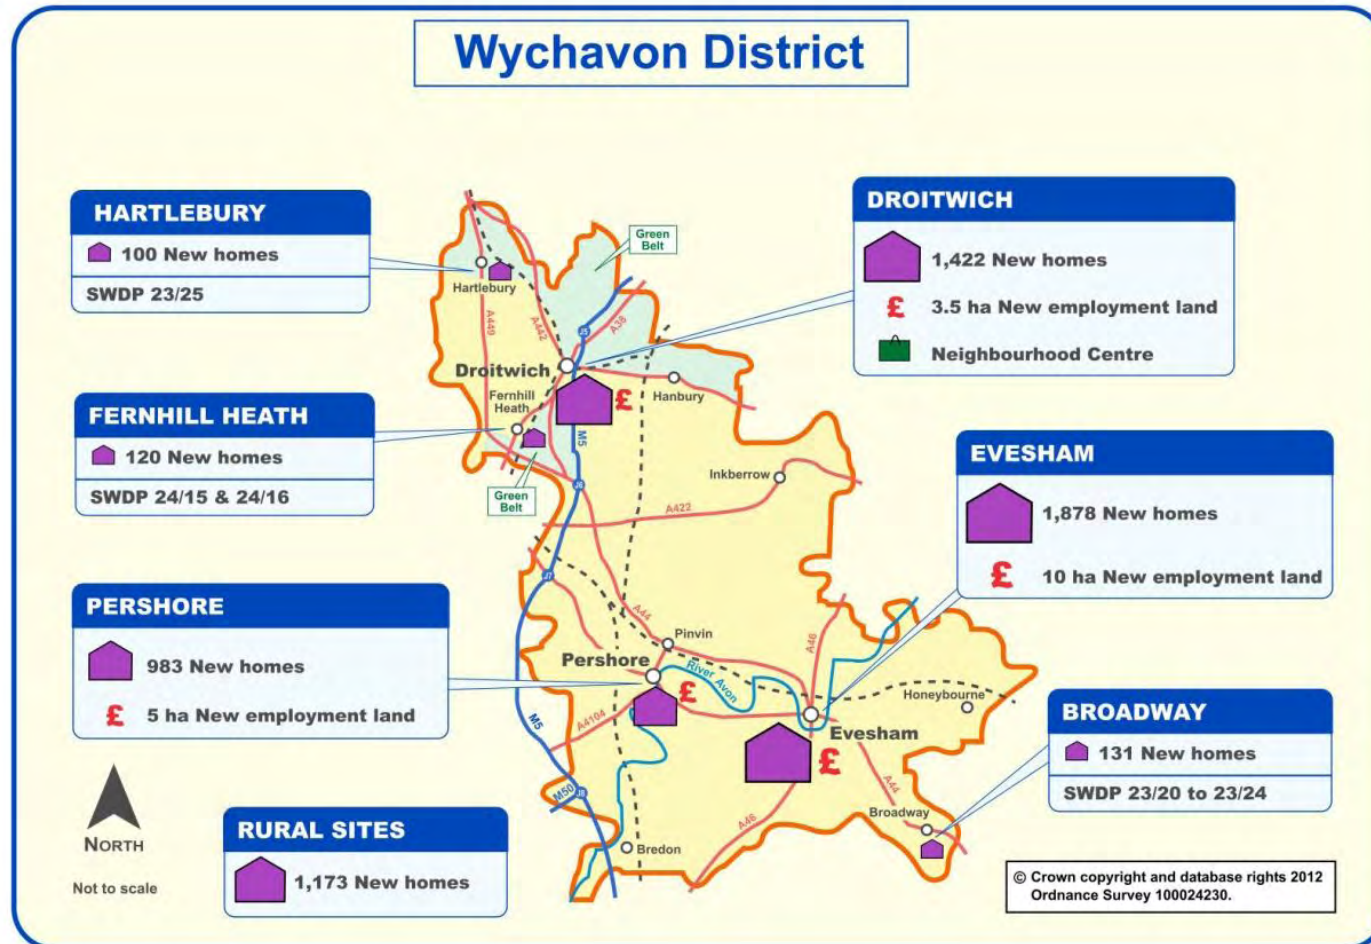 Wychavon District
HARTLEBURY
100 New homes
SWDP 23/25
FERNHILL HEATH
120 New homes
SWDP 24/15 & 24/16
PERSHORE
983 New homes
£ 5 ha New employment land
NORTH
Not to scale
RURAL SITES
1,173 New homes
DROITWICH
1,422 New homes
£ 3.5 ha New employment land
Neighbourhood Centre
EVESHAM
1,878 New homes
£ 10 ha New employment land
BROADWAY
131 New homes
SWDP 23/20 to 23/24
© Crown copyright and database rights 2012
Ordnance Survey 100024230.
Green
Belt
Hartlebury
A449
A442
J5
A38
Droitwich
Fernhill
Heath
£
Hanbury
M5
Green
Belt
J6
Inkberrow
A422
J7
A44
Pinvin
A46
Pershore
River Avon
£
Honeybourne
A4104
Evesham
M5
£
A44
M50
J8
Broadway
A46
Bredon